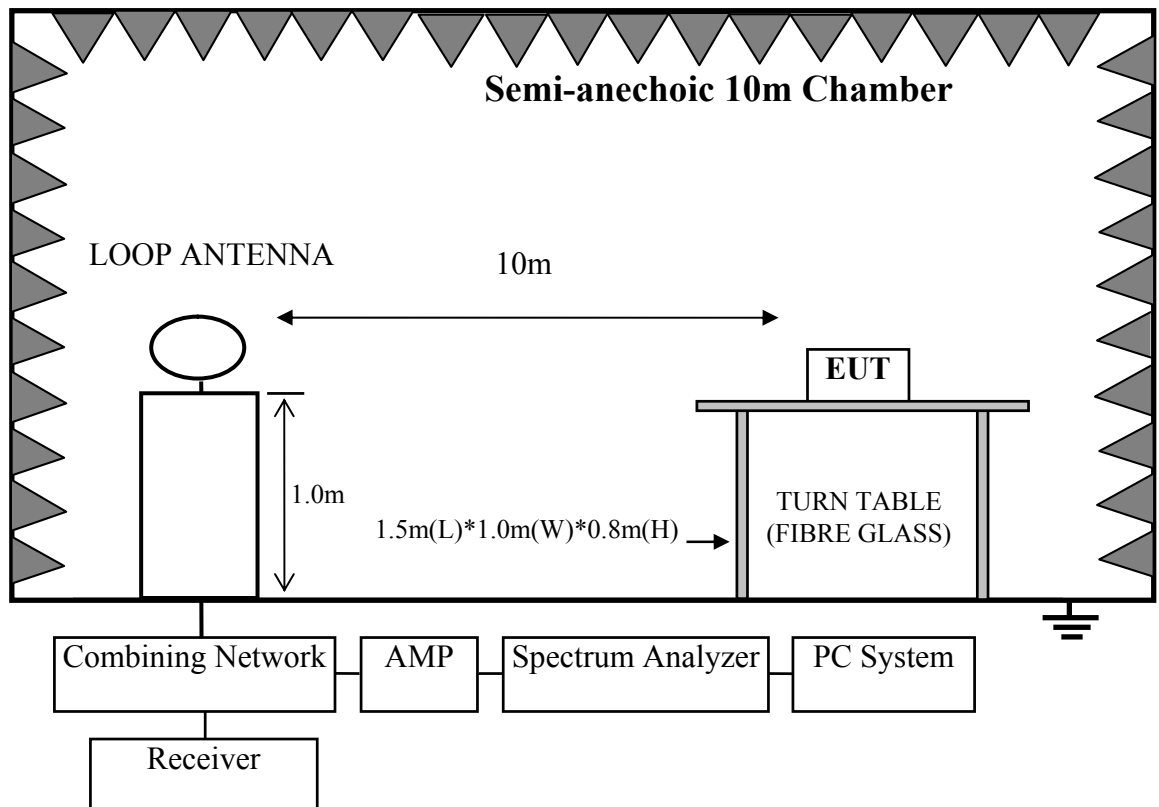 Semi-anechoic 10m Chamber
LOOP ANTENNA
10m
EUT
1.0m
1.5m(L)*1.0m(W)*0.8m(H)
TURN TABLE
(FIBRE GLASS)
Combining Network
AMP
Spectrum Analyzer
PC System
Receiver